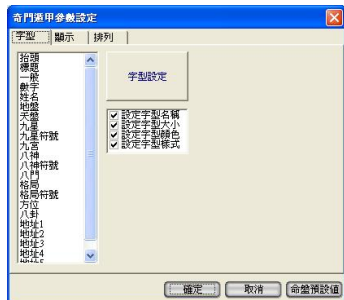 奇門遁甲參數設定
字型 顯示 排列
抬頭
標題
一般
數字
姓名
地盤
天盤
九星
九星符號
九宮
八神
八神符號
八門
格局
格局符號
方位
八卦
地址1
地址2
地址3
地址4
地址5
字型設定
設定字型名稱
設定字型大小
設定字型顏色
設定字型樣式
確定 取消 命盤預設值